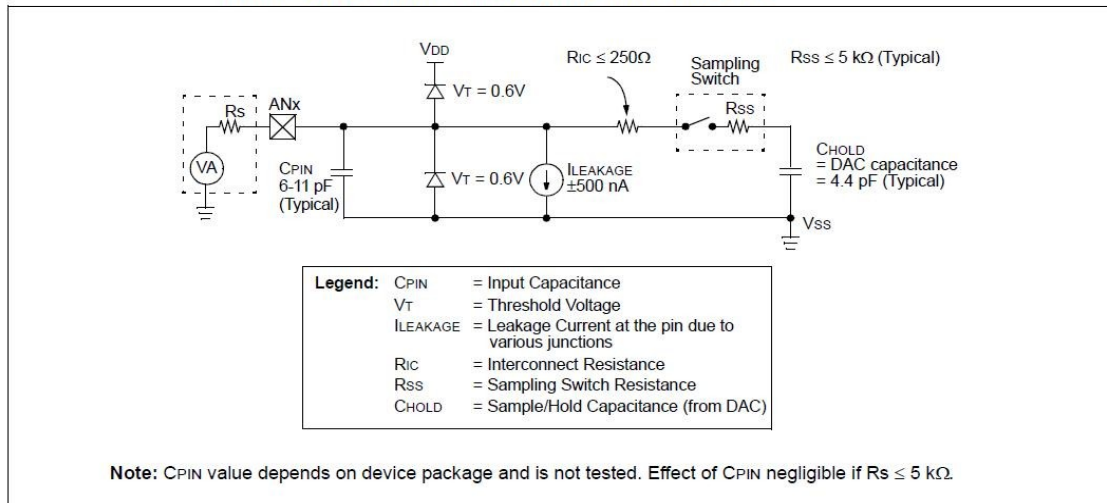 VDD
RIC ≤ 250Ω
Sampling
Switch
RSS ≤ 5 kΩ (Typical)
VT = 0.6V
Rs
ANx
RSS
VA
CPIN
6-11 pF
(Typical)
VT = 0.6V
ILEAKAGE
±500 nA
CHOLD
= DAC capacitance
= 4.4 pF (Typical)
VSS
Legend: CPIN = Input Capacitance
VT = Threshold Voltage
ILEAKAGE = Leakage Current at the pin due to
various junctions
RIC = Interconnect Resistance
RSS = Sampling Switch Resistance
CHOLD = Sample/Hold Capacitance (from DAC)
Note: CPIN value depends on device package and is not tested. Effect of CPIN negligible if Rs ≤ 5 kΩ.